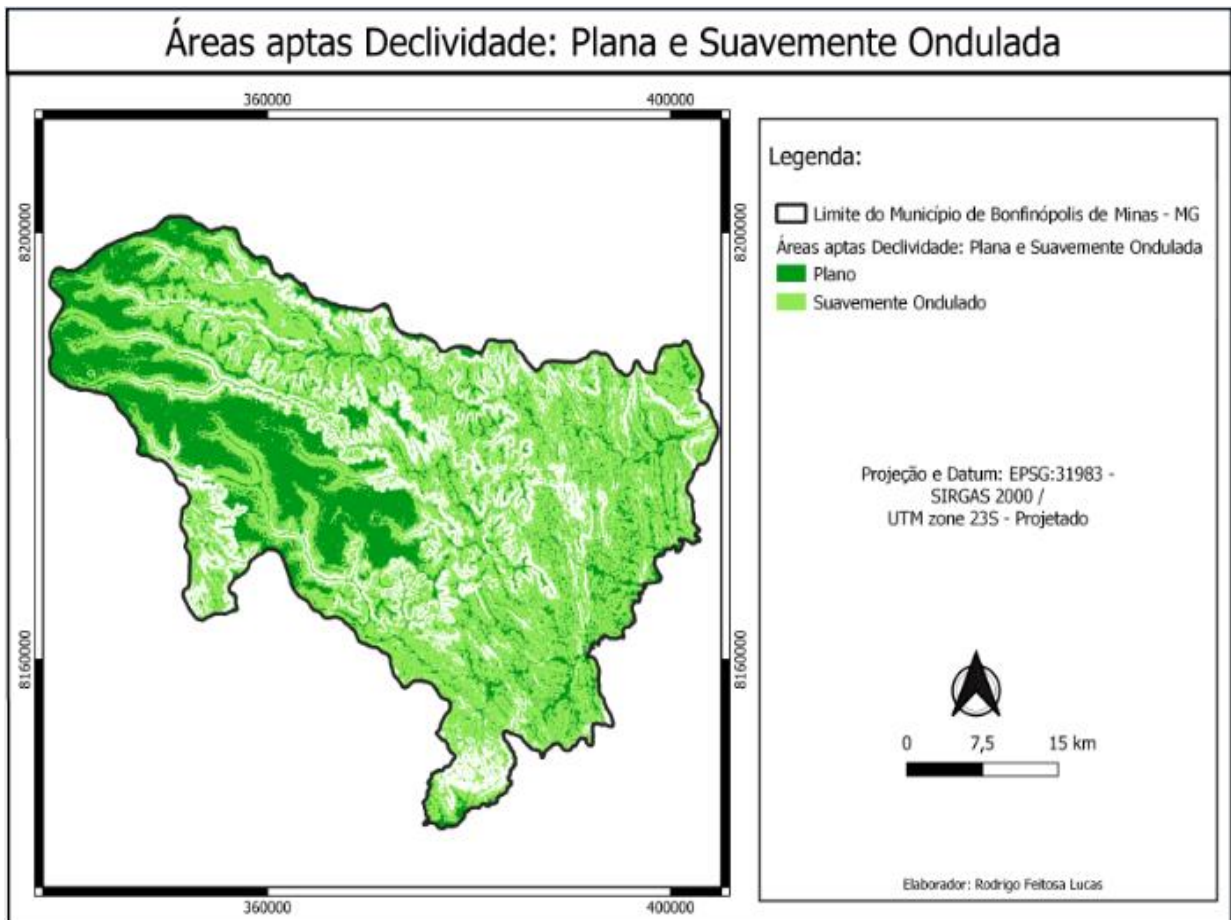 Áreas aptas Declividade: Plana e Suavemente Ondulada
360000
400000
8200000
8200000
8160000
8160000
360000
400000
Legenda:
Limite do Município de Bonfinópolis de Minas - MG
Áreas aptas Declividade: Plana e Suavemente Ondulada
Plano
Suavemente Ondulado
Projeção e Datum: EPSG:31983 -
SIRGAS 2000 /
UTM zone 23S - Projetado
0 7,5 15 km
Elaborador: Rodrigo Feitosa Lucas